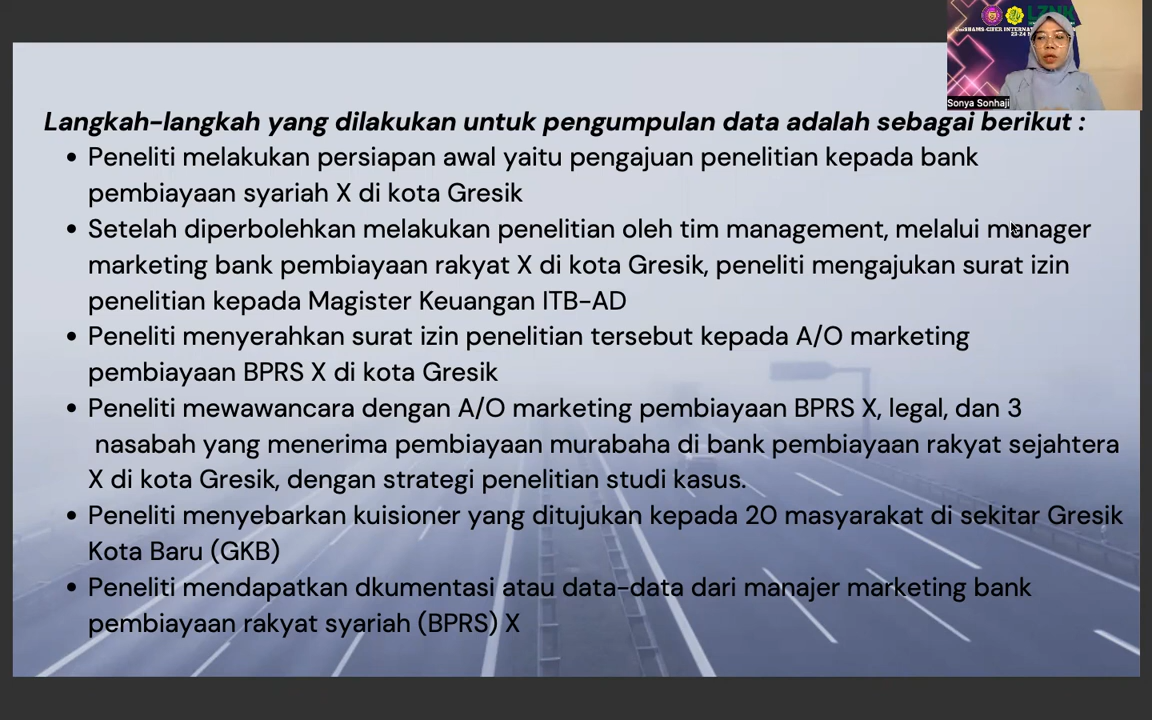 LZNK
UNISHAMS-CIFER INTERNAT
23-24
Sonya Sonhaji
Langkah-langkah yang dilakukan untuk pengumpulan data adalah sebagai berikut :
• Peneliti melakukan persiapan awal yaitu pengajuan penelitian kepada bank
pembiayaan syariah X di kota Gresik
• Setelah diperbolehkan melakukan penelitian oleh tim management, melalui manager
marketing bank pembiayaan rakyat X di kota Gresik, peneliti mengajukan surat izin
penelitian kepada Magister Keuangan ITB-AD
• Peneliti menyerahkan surat izin penelitian tersebut kepada A/O marketing
pembiayaan BPRS X di kota Gresik
• Peneliti mewawancara dengan A/O marketing pembiayaan BPRS X, legal, dan 3
nasabah yang menerima pembiayaan murabaha di bank pembiayaan rakyat sejahtera
X di kota Gresik, dengan strategi penelitian studi kasus.
• Peneliti menyebarkan kuisioner yang ditujukan kepada 20 masyarakat di sekitar Gresik
Kota Baru (GKB)
• Peneliti mendapatkan dkumentasi atau data-data dari manajer marketing bank
pembiayaan rakyat syariah (BPRS) X